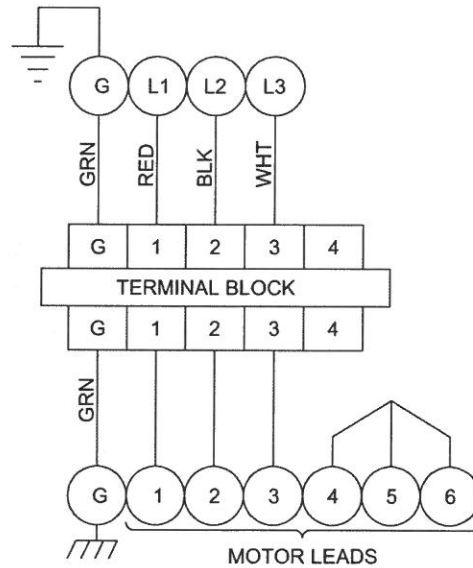 G L1 L2 L3
GRN RED BLK WHT
G 1 2 3 4
TERMINAL BLOCK
G 1 2 3 4
GRN
G 1 2 3 4 5 6
MOTOR LEADS